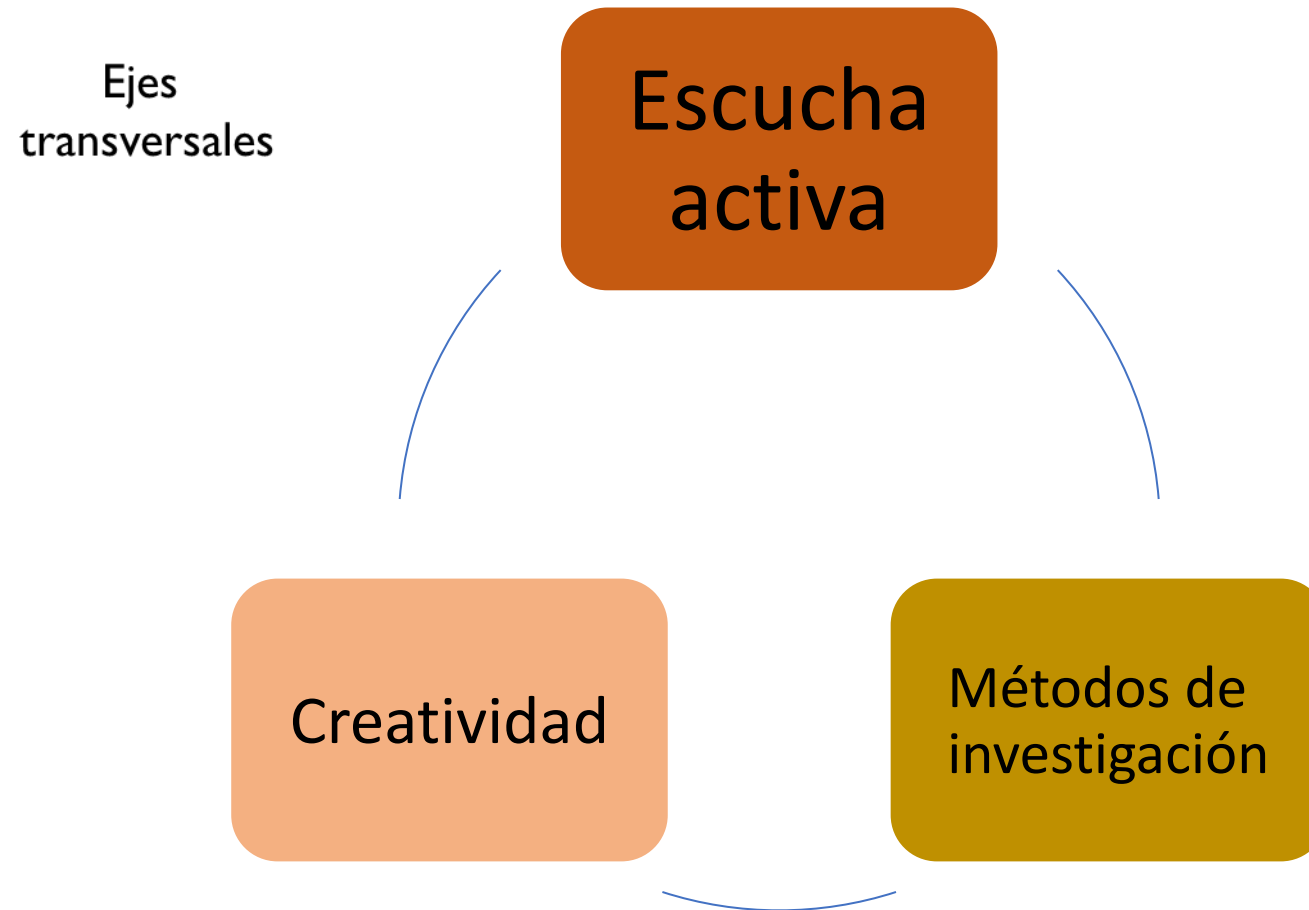 Ejes
transversales
Escucha
activa
Creatividad
Métodos de
investigación